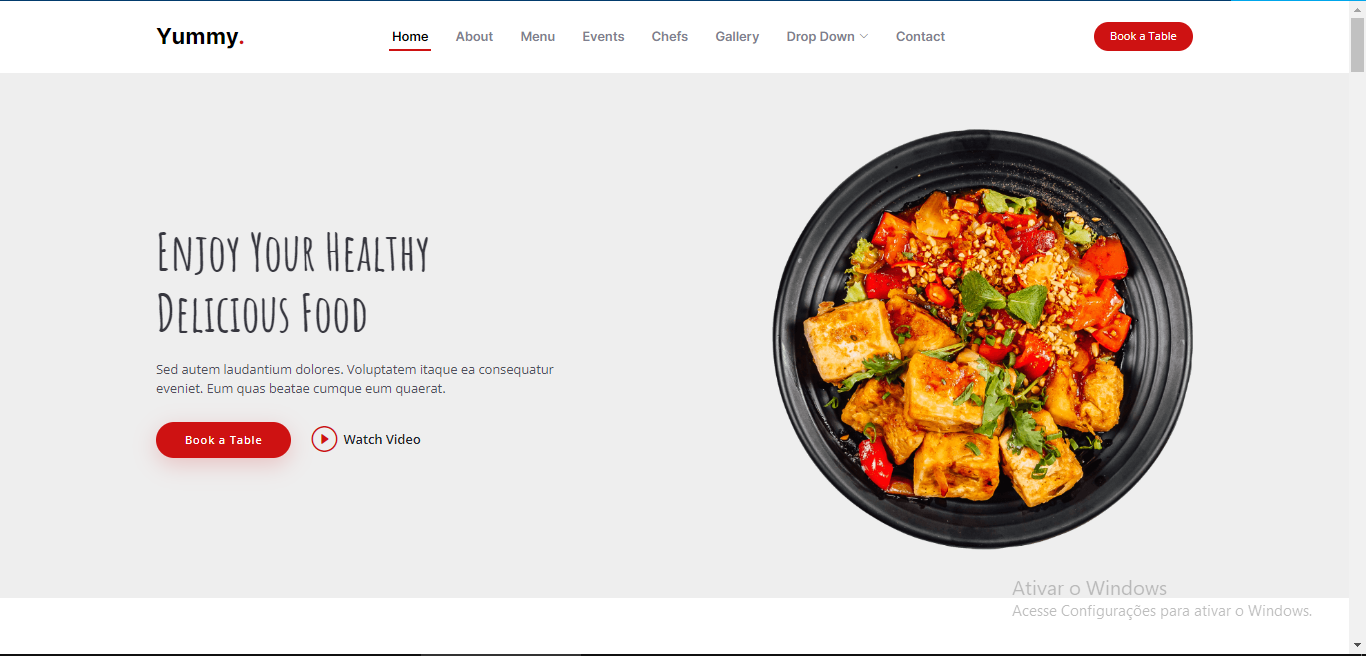 Yummy.
Home About Menu Events Chefs Gallery Drop Down Contact
Book a Table
Enjoy Your Healthy
Delicious Food
Sed autem laudantium dolores. Voluptatem itaque ea consequatur
eveniet. Eum quas beatae cumque eum quaerat.
Book a Table
Watch Video
Ativar o Windows
Acesse Configurações para ativar o Windows.